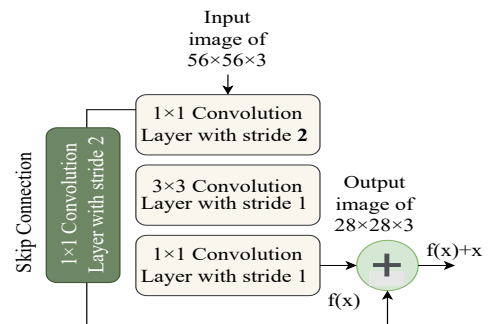 Input
image of
56×56×3
1×1 Convolution
Layer with stride 2
Skip Connection
1×1 Convolution
Layer with stride 2
3×3 Convolution
Layer with stride 1
Output
image of
28×28×3
1×1 Convolution
Layer with stride 1
+
f(x)+x
f(x)